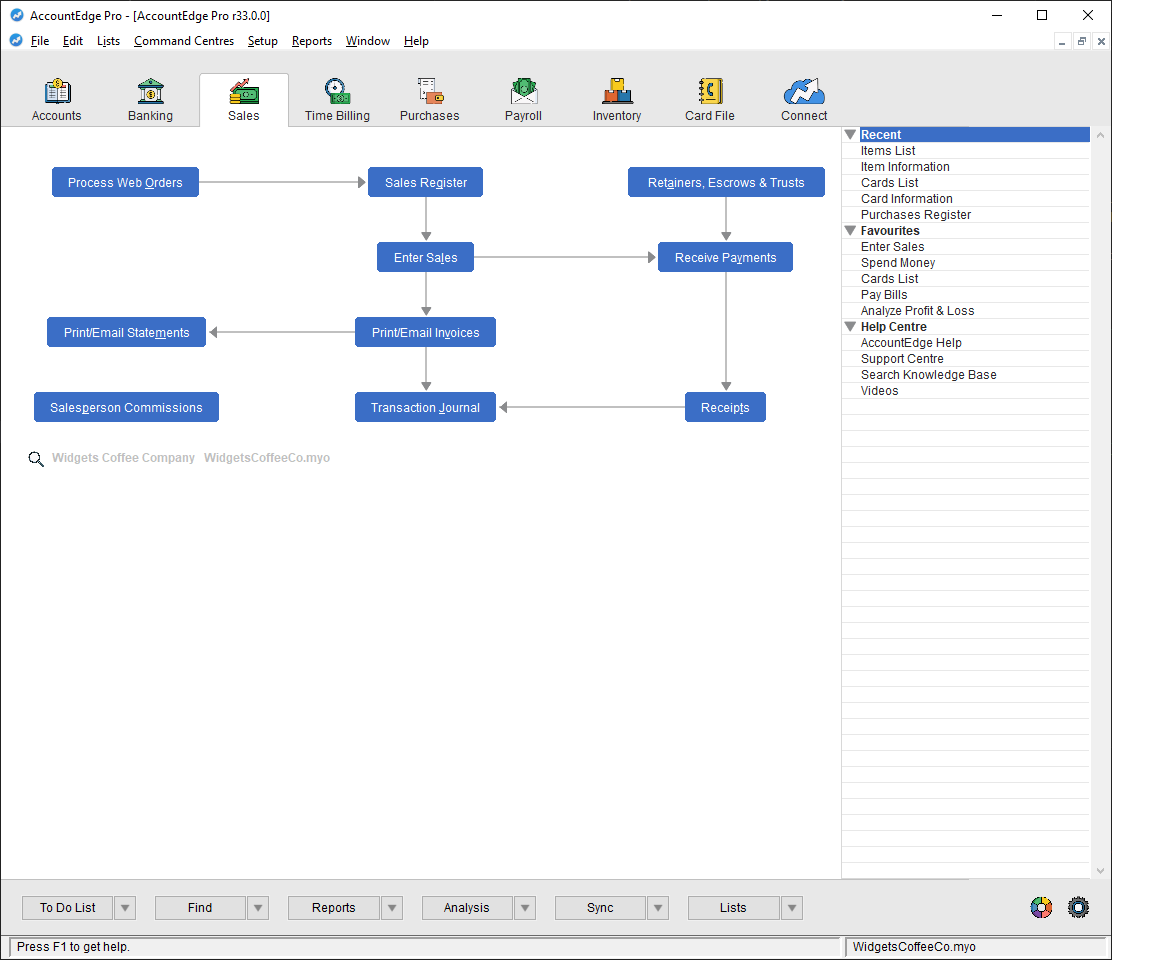 AccountEdge Pro - [AccountEdge Pro r33.0.0]
File Edit Lists Command Centres Setup Reports Window Help
Accounts Banking Sales Time Billing Purchases Payroll Inventory Card File Connect
Process Web Orders Sales Register Retainers, Escrows & Trusts
Enter Sales Receive Payments
Print/Email Statements Print/Email Invoices
Salesperson Commissions Transaction Journal Receipts
Widgets Coffee Company WidgetsCoffeeCo.myo
Recent
Items List
Item Information
Cards List
Card Information
Purchases Register
Favourites
Enter Sales
Spend Money
Cards List
Pay Bills
Analyze Profit & Loss
Help Centre
AccountEdge Help
Support Centre
Search Knowledge Base
Videos
To Do List Find Reports Analysis Sync Lists
Press F1 to get help. WidgetsCoffeeCo.myo